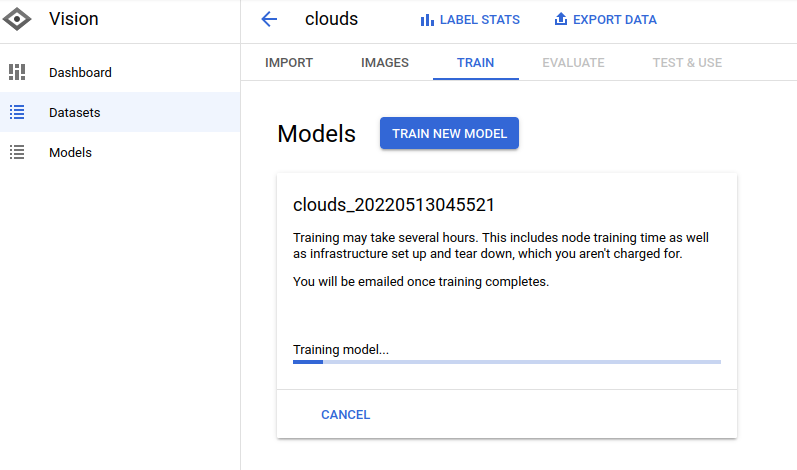 Vision
clouds
LABEL STATS
EXPORT DATA
Dashboard
Datasets
Models
IMPORT
IMAGES
TRAIN
EVALUATE
TEST & USE
Models
TRAIN NEW MODEL
clouds_20220513045521
Training may take several hours. This includes node training time as well
as infrastructure set up and tear down, which you aren't charged for.
You will be emailed once training completes.
Training model...
CANCEL